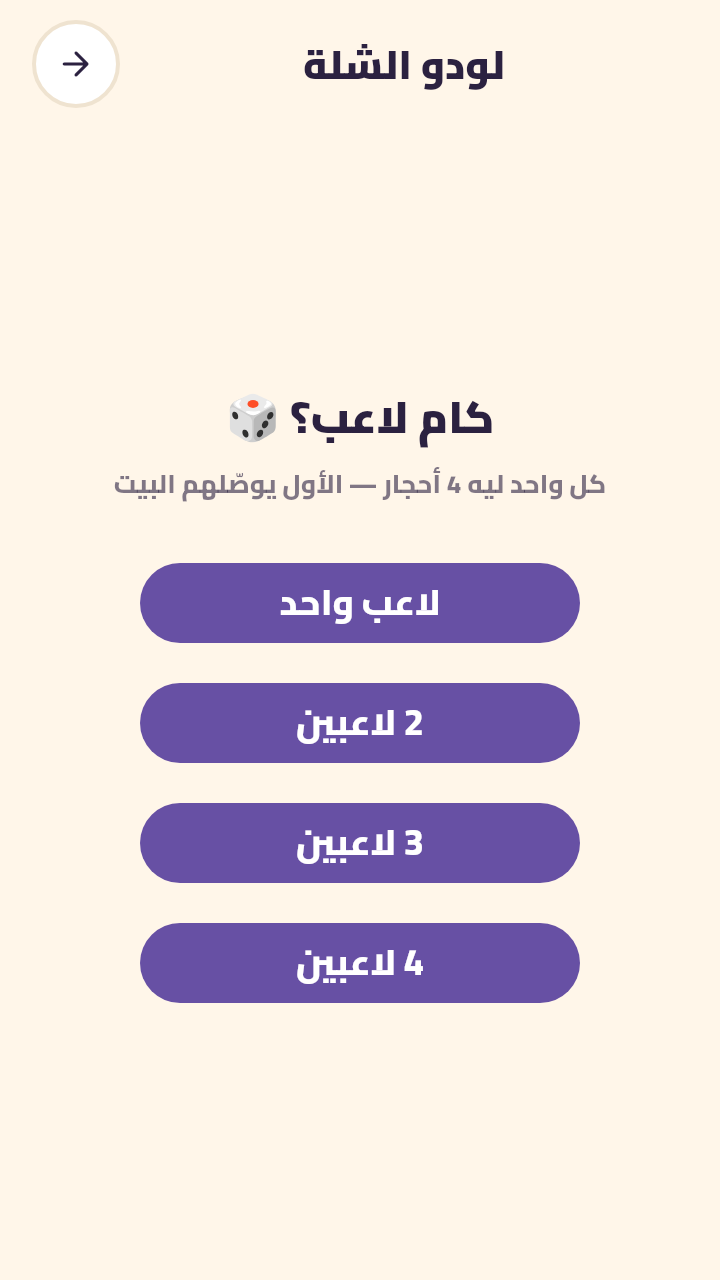 لودو الشلة
كام لاعب؟ 🎲
كل واحد ليه 4 أحجار — الأول يوصّلهم البيت
لاعب واحد
2 لاعبين
3 لاعبين
4 لاعبين